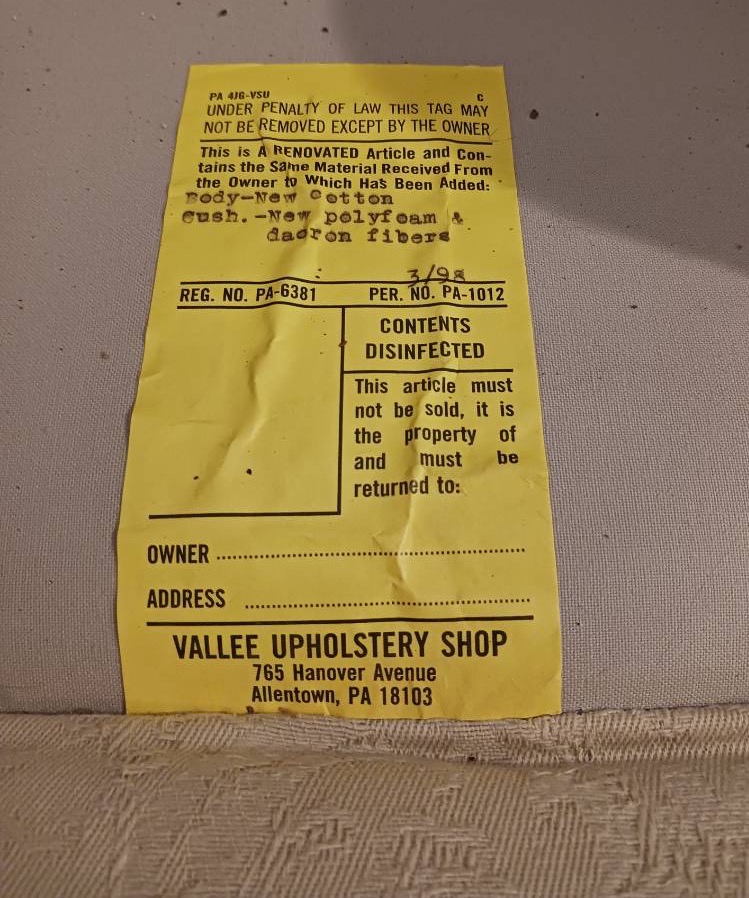 PA 4JG-VSU C
UNDER PENALTY OF LAW THIS TAG MAY
NOT BE REMOVED EXCEPT BY THE OWNER
This is A RENOVATED Article and Con-
tains the Same Material Received From
the Owner to Which Has Been Added:
Body-New Cotton
Cush.-New polyfoam &
dacron fibers
3/98
REG. NO. PA-6381 PER. NO. PA-1012
CONTENTS
DISINFECTED
This article must
not be sold, it is
the property of
and must be
returned to:
OWNER
ADDRESS
VALLEE UPHOLSTERY SHOP
765 Hanover Avenue
Allentown, PA 18103